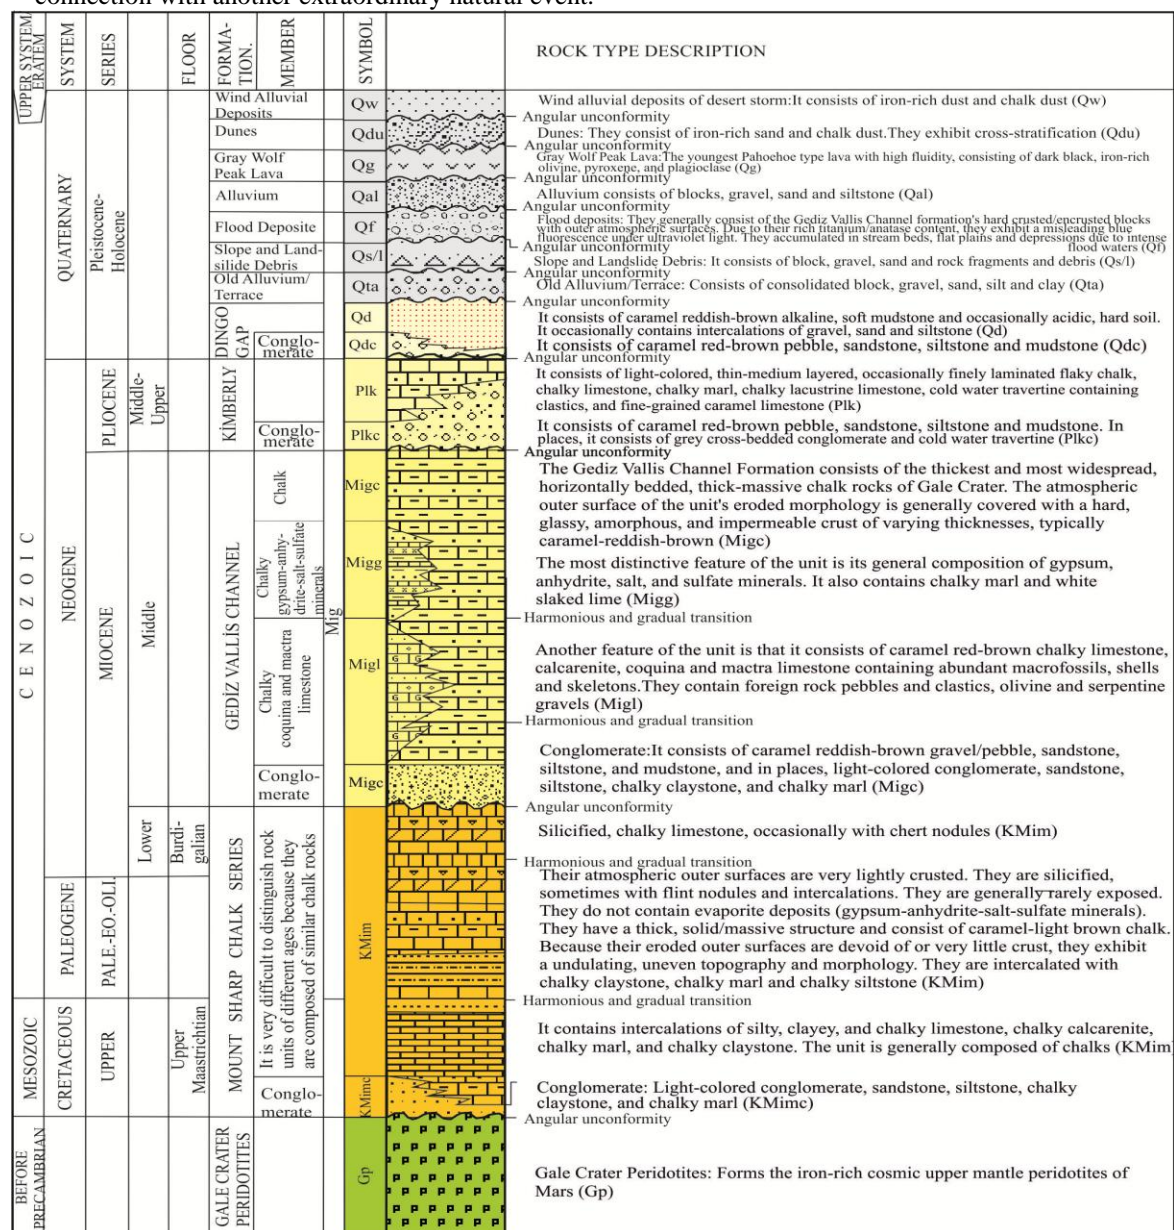 connection with another extraordinary natural event.
UPPER SYSTEM
ERATEM
SYSTEM
SERIES
FLOOR
FORMA-
TION.
MEMBER
SYMBOL
ROCK TYPE DESCRIPTION
CENOZOIC
MESOZOIC
BEFORE
PRECAMBRIAN
QUATERNARY
NEOGENE
PALEOGENE
CRETACEOUS
Pleistocene-
Holocene
PLIOCENE
MIOCENE
PALE.-EO.-OLI.
UPPER
Middle-
Upper
Middle
Lower
Burdi-
galian
Upper
Maastrichtian
Wind Alluvial
Deposits
Qw
Wind alluvial deposits of desert storm:It consists of iron-rich dust and chalk dust (Qw)
Angular unconformity
Dunes
Qdu
Dunes: They consist of iron-rich sand and chalk dust.They exhibit cross-stratification (Qdu)
Angular unconformity
Gray Wolf
Peak Lava
Qg
Gray Wolf Peak Lava:The youngest Pahoehoe type lava with high fluidity, consisting of dark black, iron-rich
olivine, pyroxene, and plagioclase (Qg)
Angular unconformity
Alluvium
Qal
Alluvium consists of blocks, gravel, sand and siltstone (Qal)
Angular unconformity
Flood Deposite
Qf
Flood deposits: They generally consist of the Gediz Vallis Channel formation's hard crusted/encrusted blocks
with outer atmospheric surfaces. Due to their rich titanium/anatase content, they exhibit a misleading blue
fluorescence under ultraviolet light. They accumulated in stream beds, flat plains and depressions due to intense
flood waters (Qf)
Angular unconformity
Slope and Land-
silide Debris
Qs/l
Slope and Landslide Debris: It consists of block, gravel, sand and rock fragments and debris (Qs/l)
Angular unconformity
Old Alluvium/
Terrace
Qta
Old Alluvium/Terrace: Consists of consolidated block, gravel, sand, silt and clay (Qta)
Angular unconformity
DINGO
GAP
Qd
It consists of caramel reddish-brown alkaline, soft mudstone and occasionally acidic, hard soil.
It occasionally contains intercalations of gravel, sand and siltstone (Qd)
Conglo-
merate
Qdc
It consists of caramel red-brown pebble, sandstone, siltstone and mudstone (Qdc)
Angular unconformity
KİMBERLY
Plk
It consists of light-colored, thin-medium layered, occasionally finely laminated flaky chalk,
chalky limestone, chalky marl, chalky lacustrine limestone, cold water travertine containing
clastics, and fine-grained caramel limestone (Plk)
Conglo-
merate
Plkc
It consists of caramel red-brown pebble, sandstone, siltstone and mudstone. In
places, it consists of grey cross-bedded conglomerate and cold water travertine (Plkc)
Angular unconformity
GEDİZ VALLİS CHANNEL
Mig
Chalk
Migc
The Gediz Vallis Channel Formation consists of the thickest and most widespread,
horizontally bedded, thick-massive chalk rocks of Gale Crater. The atmospheric
outer surface of the unit's eroded morphology is generally covered with a hard,
glassy, amorphous, and impermeable crust of varying thicknesses, typically
caramel-reddish-brown (Migc)
Chalky
gypsum-anhy-
drite-salt-sulfate
minerals
Migg
The most distinctive feature of the unit is its general composition of gypsum,
anhydrite, salt, and sulfate minerals. It also contains chalky marl and white
slaked lime (Migg)
Harmonious and gradual transition
Chalky
coquina and mactra
limestone
Migl
Another feature of the unit is that it consists of caramel red-brown chalky limestone,
calcarenite, coquina and mactra limestone containing abundant macrofossils, shells
and skeletons.They contain foreign rock pebbles and clastics, olivine and serpentine
gravels (Migl)
Harmonious and gradual transition
Conglo-
merate
Migc
Conglomerate:It consists of caramel reddish-brown gravel/pebble, sandstone,
siltstone, and mudstone, and in places, light-colored conglomerate, sandstone,
siltstone, chalky claystone, and chalky marl (Migc)
Angular unconformity
MOUNT SHARP CHALK SERIES
It is very difficult to distinguish rock
units of different ages because they
are composed of similar chalk rocks
KMim
Silicified, chalky limestone, occasionally with chert nodules (KMim)
Harmonious and gradual transition
Their atmospheric outer surfaces are very lightly crusted. They are silicified,
sometimes with flint nodules and intercalations. They are generally rarely exposed.
They do not contain evaporite deposits (gypsum-anhydrite-salt-sulfate minerals).
They have a thick, solid/massive structure and consist of caramel-light brown chalk.
Because their eroded outer surfaces are devoid of or very little crust, they exhibit
a undulating, uneven topography and morphology. They are intercalated with
chalky claystone, chalky marl and chalky siltstone (KMim)
Harmonious and gradual transition
It contains intercalations of silty, clayey, and chalky limestone, chalky calcarenite,
chalky marl, and chalky claystone. The unit is generally composed of chalks (KMim
Conglo-
merate
KMimc
Conglomerate: Light-colored conglomerate, sandstone, siltstone, chalky
claystone, and chalky marl (KMimc)
Angular unconformity
GALE CRATER
PERIDOTITES
Gp
Gale Crater Peridotites: Forms the iron-rich cosmic upper mantle peridotites of
Mars (Gp)